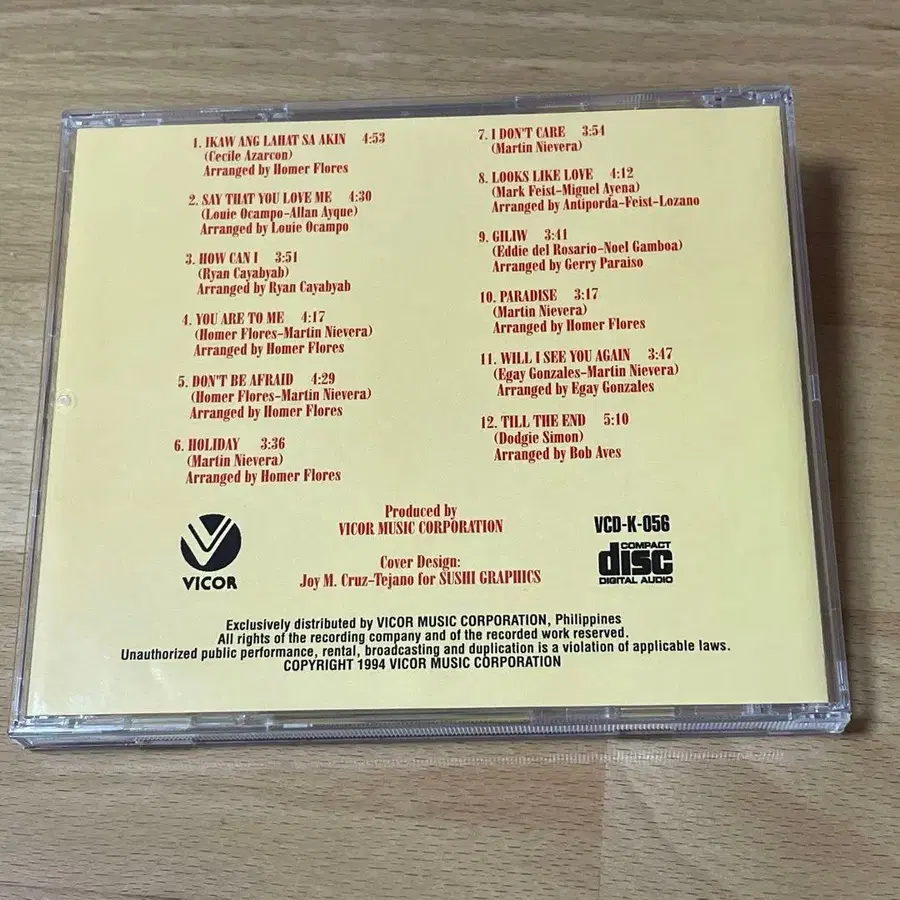 1. IKAW ANG LAHAT SA AKIN 4:53
(Cecile Azarcon)
Arranged by Homer Flores
2. SAY THAT YOU LOVE ME 4:30
(Louie Ocampo-Allan Ayque)
Arranged by Louie Ocampo
3. HOW CAN I 3:51
(Ryan Cayabyab)
Arranged by Ryan Cayabyab
4. YOU ARE TO ME 4:17
(Homer Flores-Martin Nievera)
Arranged by Homer Flores
5. DON'T BE AFRAID 4:29
(Homer Flores-Martin Nievera)
Arranged by Homer Flores
6. HOLIDAY 3:36
(Martin Nievera)
Arranged by Homer Flores
7. I DON'T CARE 3:54
(Martin Nievera)
8. LOOKS LIKE LOVE 4:12
(Mark Feist-Miguel Ayena)
Arranged by Antiporda-Feist-Lozano
9. GILIW 3:41
(Eddie del Rosario-Noel Gamboa)
Arranged by Gerry Paraiso
10. PARADISE 3:17
(Martin Nievera)
Arranged by Homer Flores
11. WILL I SEE YOU AGAIN 3:47
(Egay Gonzales-Martin Nievera)
Arranged by Egay Gonzales
12. TILL THE END 5:10
(Dodgie Simon)
Arranged by Bob Aves
VICOR
Produced by
VICOR MUSIC CORPORATION
Cover Design:
Joy M. Cruz-Tejano for SUSHI GRAPHICS
VCD-K-056
COMPACT
disc
DIGITAL AUDIO
Exclusively distributed by VICOR MUSIC CORPORATION, Philippines
All rights of the recording company and of the recorded work reserved.
Unauthorized public performance, rental, broadcasting and duplication is a violation of applicable laws.
COPYRIGHT 1994 VICOR MUSIC CORPORATION